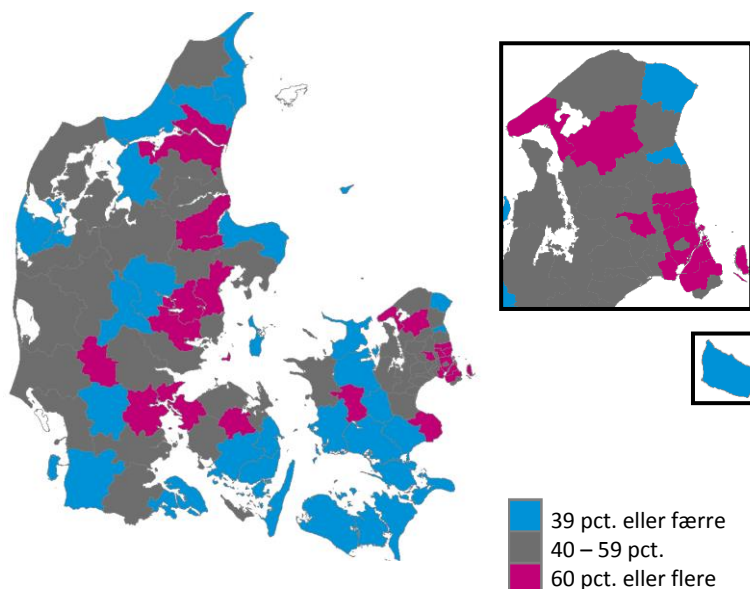 39 pct. eller færre
40 – 59 pct.
60 pct. eller flere